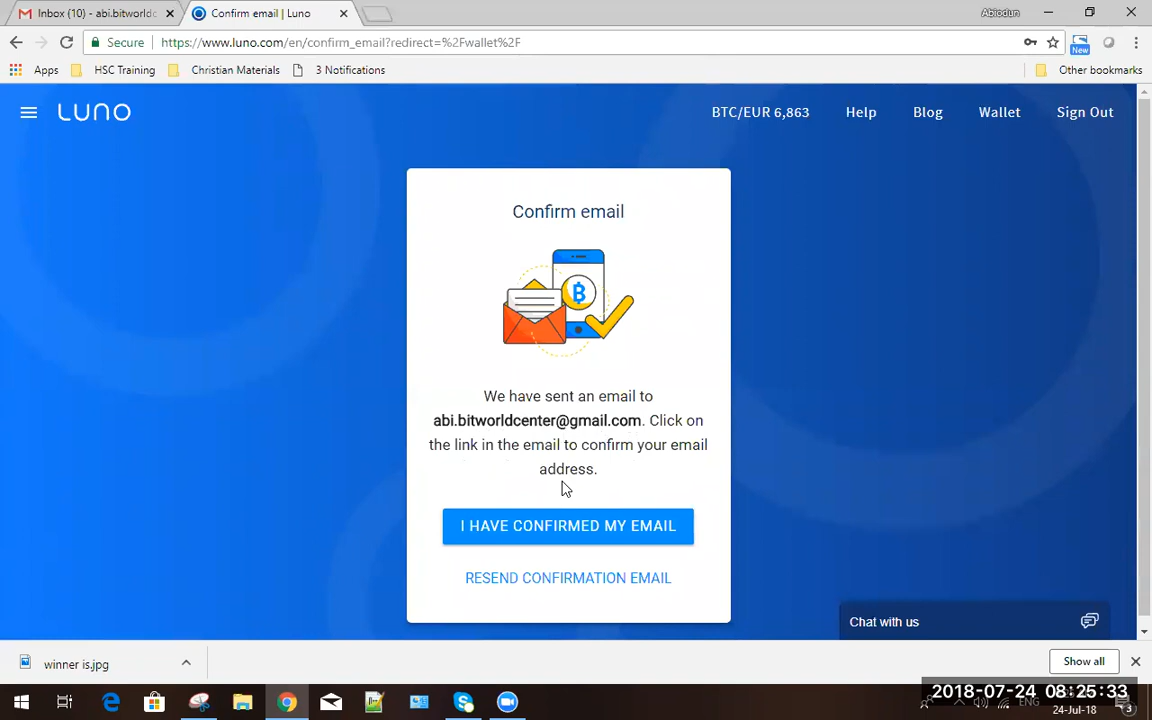 Inbox (10) - abi.bitworldc
Confirm email | Luno
Abiodun
Secure
https://www.luno.com/en/confirm_email?redirect=%2Fwallet%2F
New
Apps
HSC Training
Christian Materials
3 Notifications
Other bookmarks
LUNO
BTC/EUR 6,863
Help
Blog
Wallet
Sign Out
Confirm email
We have sent an email to
abi.bitworldcenter@gmail.com. Click on
the link in the email to confirm your email
address.
I HAVE CONFIRMED MY EMAIL
RESEND CONFIRMATION EMAIL
Chat with us
winner is.jpg
Show all
2018-07-24 08:25:33
ENG
24-Jul-18
3